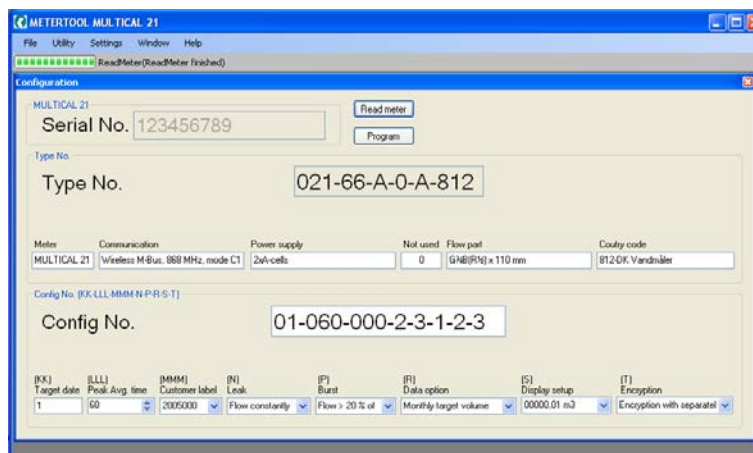 METERTOOL MULTICAL 21
File Utility Settings Window Help
ReadMeter(ReadMeter finished)
Configuration
MULTICAL 21
Serial No. 123456789
Read meter
Program
Type No.
Type No. 021-66-A-0-A-812
Meter Communication Power supply Not used Flow part Coutry code
MULTICAL 21 Wireless M-Bus, 868 MHz, mode C1 2xA-cells 0 G¾B(R½) x 110 mm 812-DK Vandmåler
Config No. (KK-LLL-MMM-N-P-R-S-T)
Config No. 01-060-000-2-3-1-2-3
(KK) (LLL) (MMM) (N) (P) (R) (S) (T)
Target date Peak Avg. time Customer label Leak Burst Data option Display setup Encryption
1 60 2005000 Flow constantly Flow > 20 % of Monthly target volume 00000.01 m3 Encryption with separatel